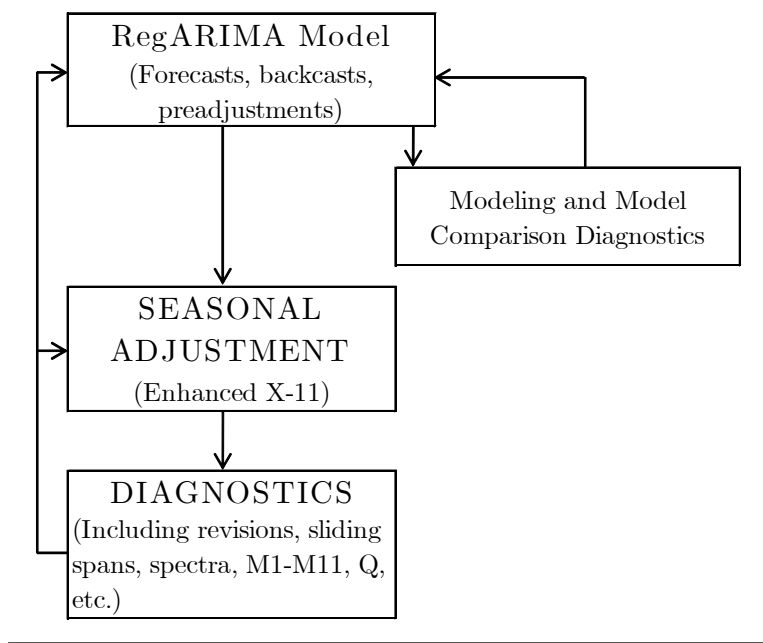 RegARIMA Model
(Forecasts, backcasts,
preadjustments)
Modeling and Model
Comparison Diagnostics
SEASONAL
ADJUSTMENT
(Enhanced X-11)
DIAGNOSTICS
(Including revisions, sliding
spans, spectra, M1-M11, Q,
etc.)